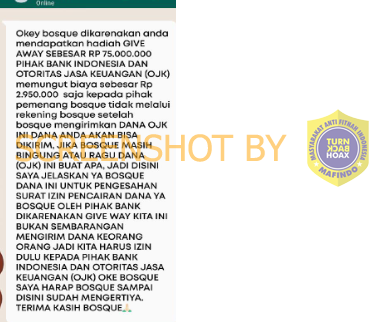 Online
Okey bosque dikarenakan anda
mendapatkan hadiah GIVE
AWAY SEBESAR RP 75.000.000
PIHAK BANK INDONESIA DAN
OTORITAS JASA KEUANGAN (OJK)
memungut biaya sebesar Rp
2.950.000 saja kepada pihak
pemenang bosque tidak melalui
rekening bosque setelah
bosque mengirimkan DANA OJK
INI DANA ANDA AKAN BISA
DIKIRIM, JIKA BOSQUE MASIH
BINGUNG ATAU RAGU DANA
(OJK) INI BUAT APA, JADI DISINI
SAYA JELASKAN YA BOSQUE
DANA INI UNTUK PENGESAHAN
SURAT IZIN PENCAIRAN DANA YA
BOSQUE OLEH PIHAK BANK
DIKARENAKAN GIVE WAY KITA INI
BUKAN SEMBARANGAN
MENGIRIM DANA KEORANG
ORANG JADI KITA HARUS IZIN
DULU KEPADA PIHAK BANK
INDONESIA DAN OTORITAS JASA
KEUANGAN (OJK) OKE BOSQUE
SAYA HARAP BOSQUE SAMPAI
DISINI SUDAH MENGERTIYA.
TERIMA KASIH BOSQUE🙏
SHOT BY
MASYARAKAT ANTI FITNAH INDONESIA
TURN
BACK
HOAX
MAFINDO